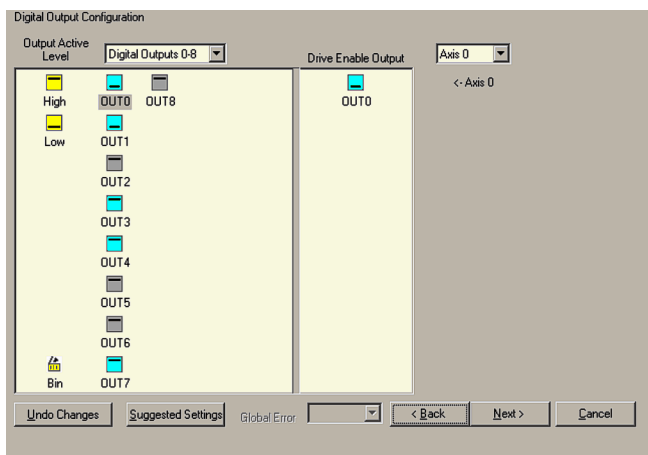 Digital Output Configuration
Output Active Level
Digital Outputs 0-8
Drive Enable Output
Axis 0
<- Axis 0
High
OUT0
OUT8
OUT0
Low
OUT1
OUT2
OUT3
OUT4
OUT5
OUT6
Bin
OUT7
Undo Changes
Suggested Settings
Global Error
< Back
Next >
Cancel